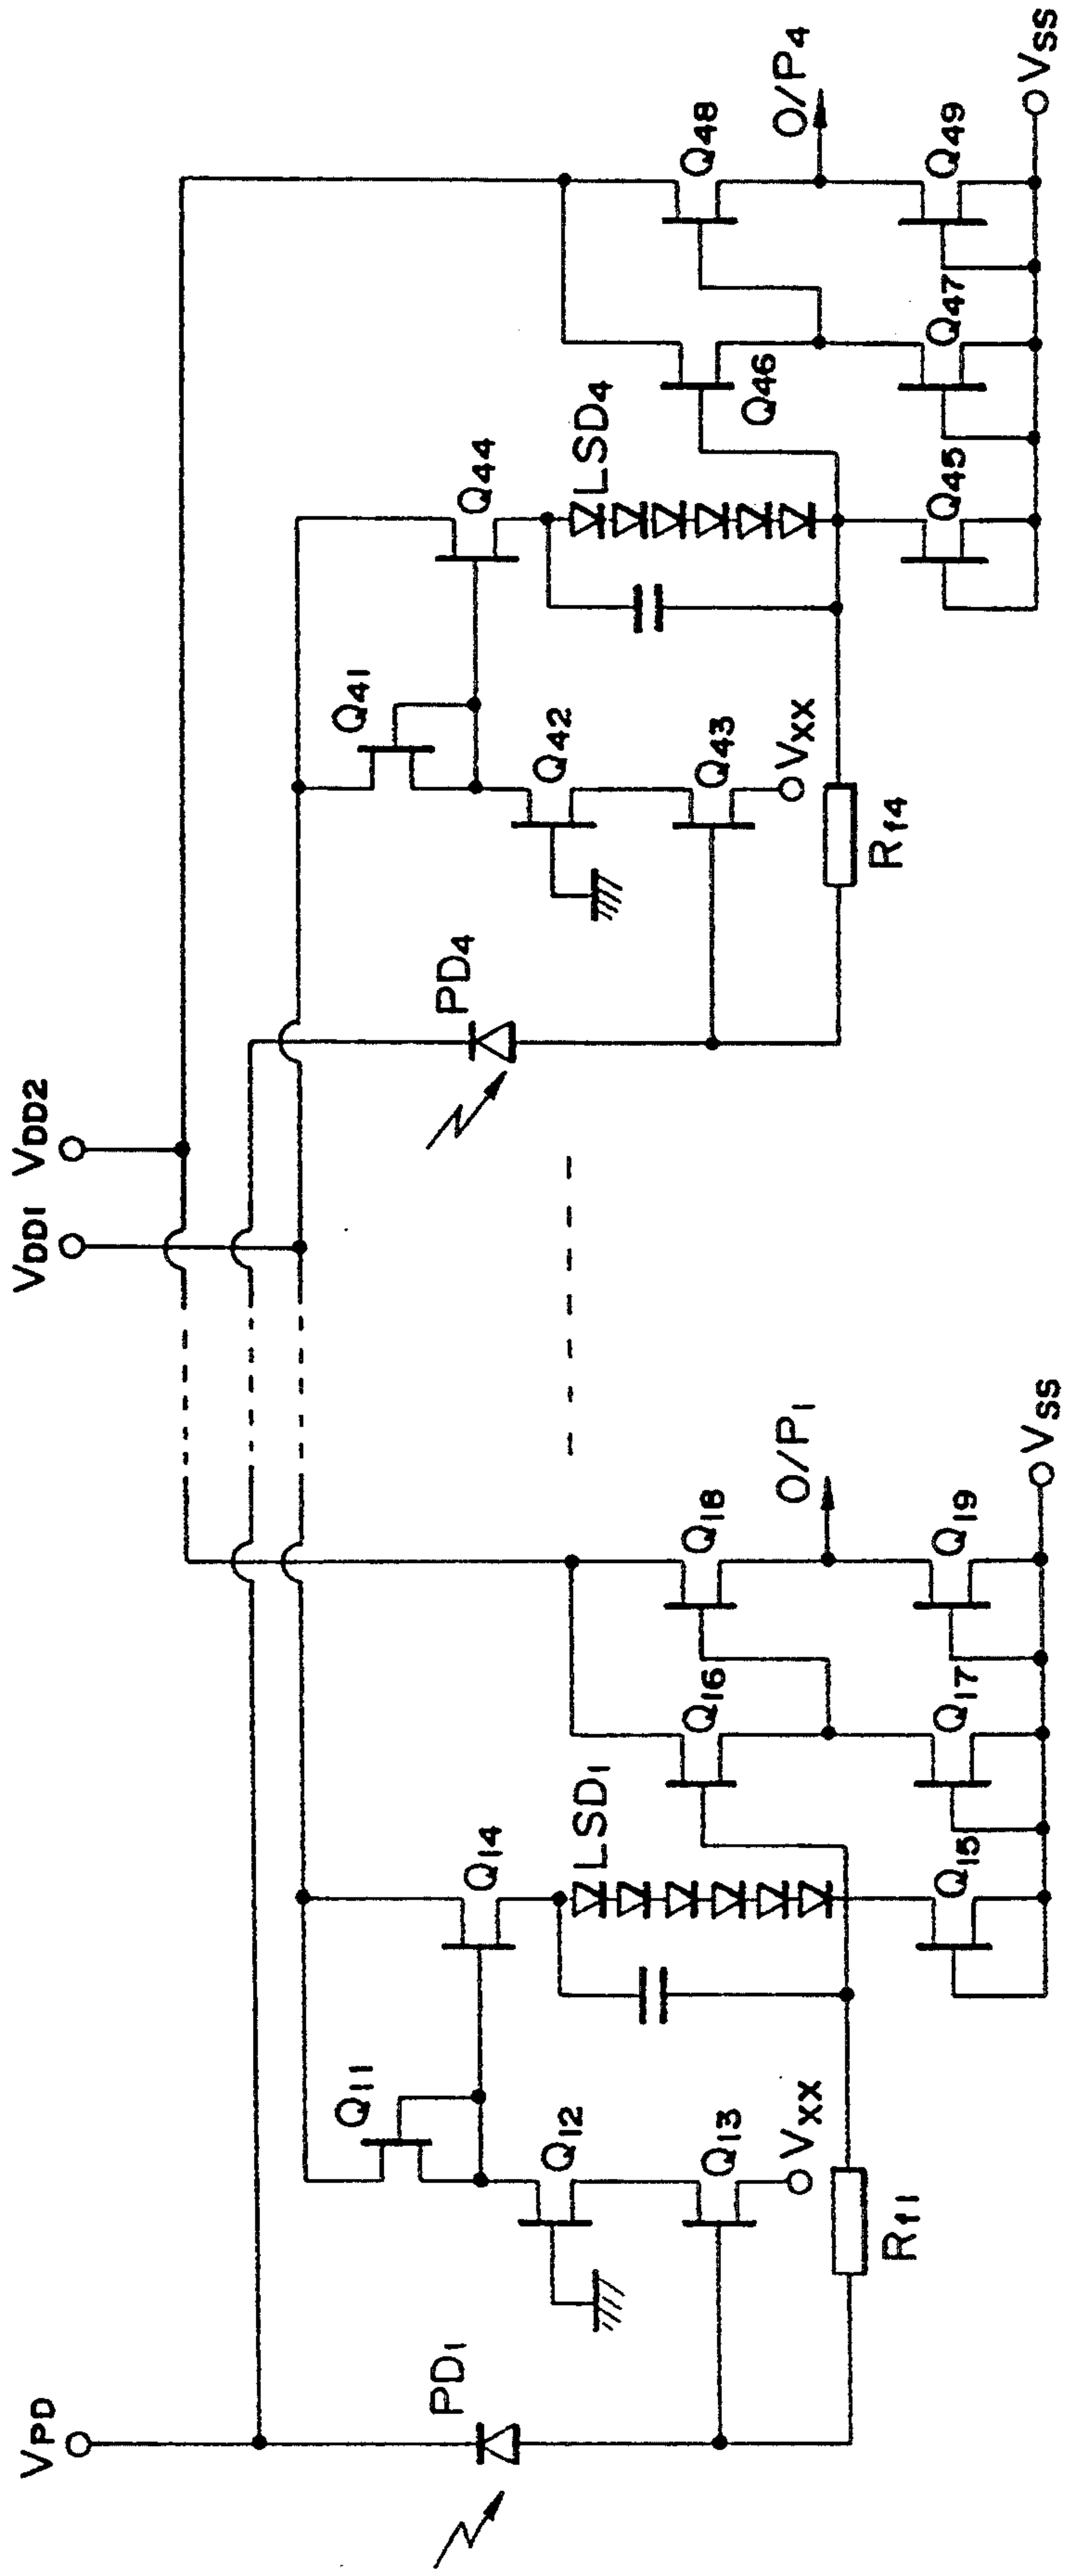 VPD
VDD1
VDD2
PD1
Q11
Q12
Q13
VXX
Rf1
Q14
LSD1
Q15
Q16
Q17
Q18
Q19
O/P1
VSS
PD4
Q41
Q42
Q43
VXX
Rf4
Q44
LSD4
Q45
Q46
Q47
Q48
Q49
O/P4
VSS